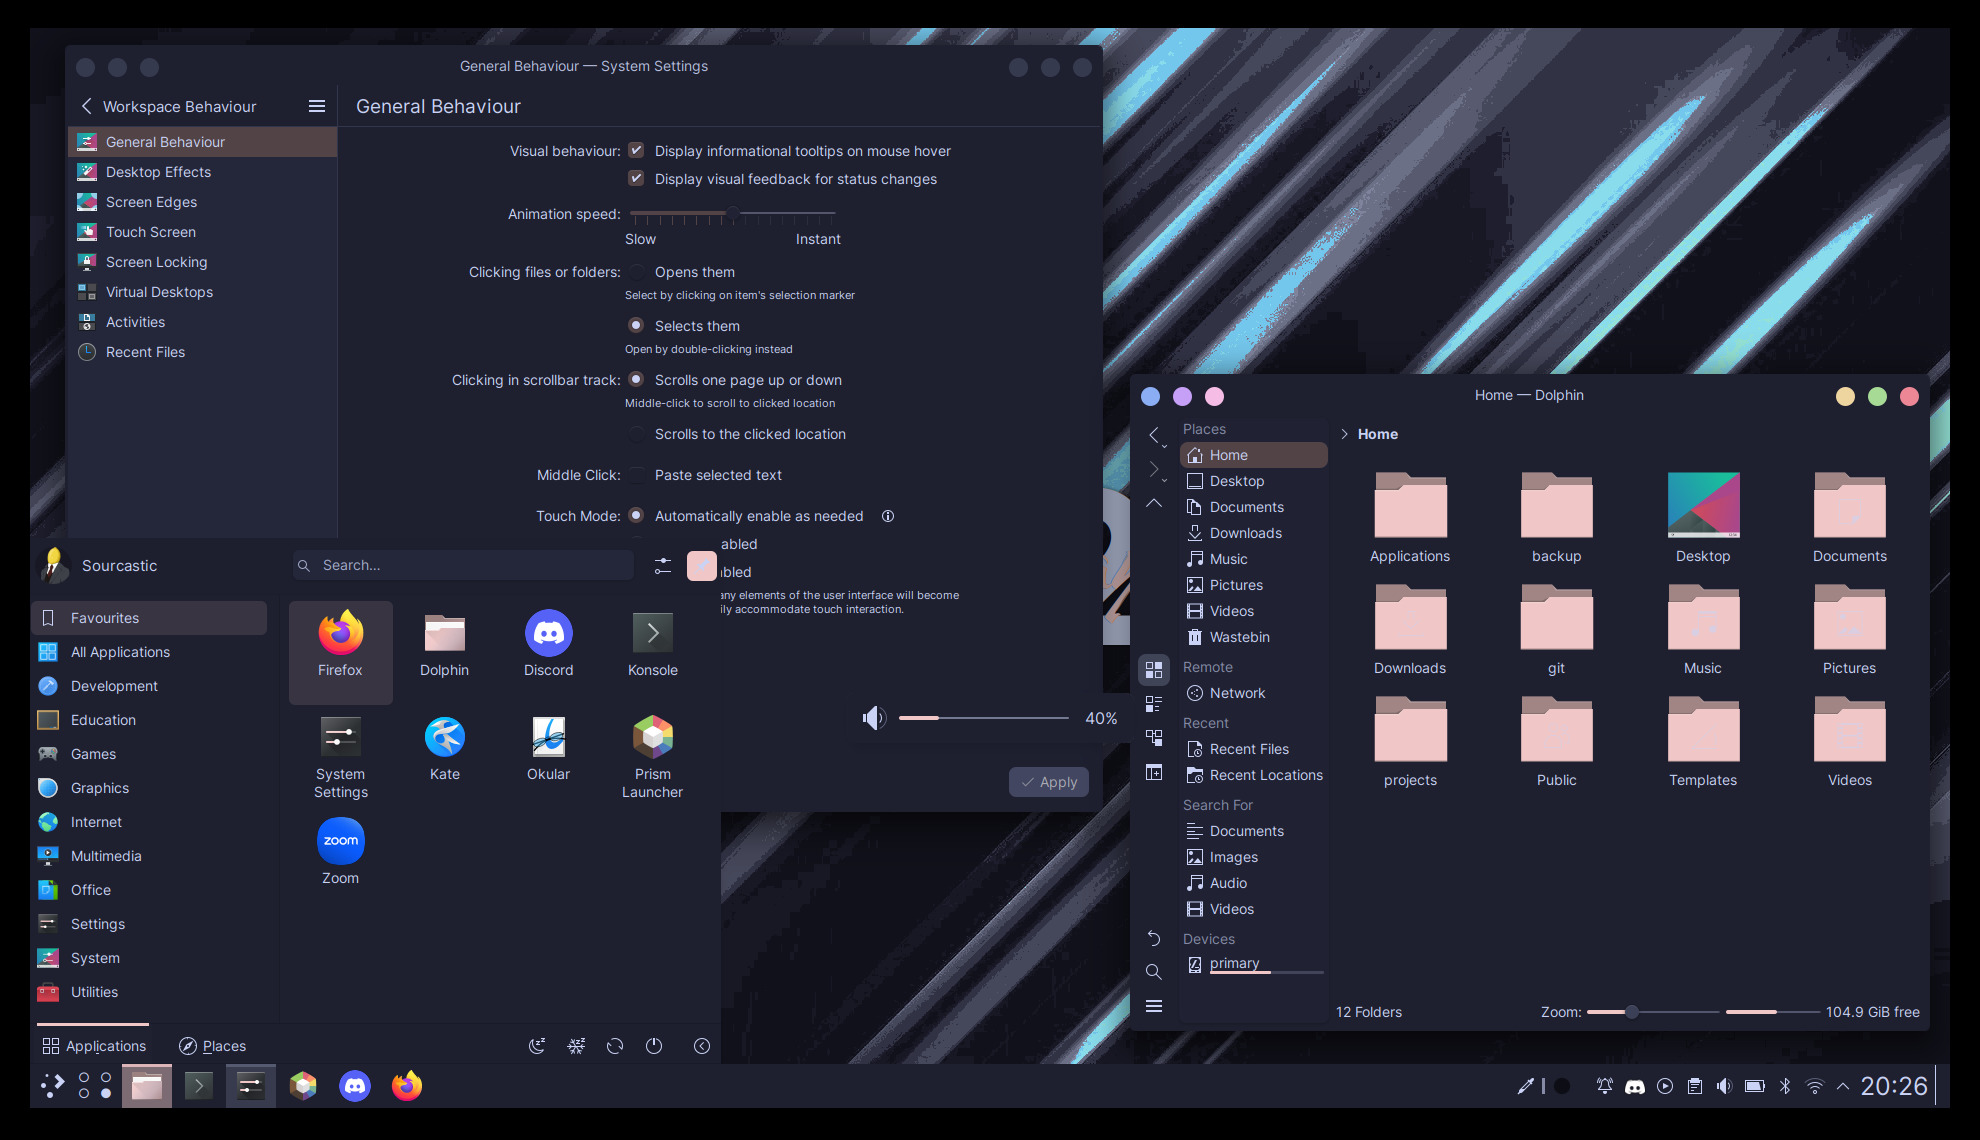 General Behaviour — System Settings
Workspace Behaviour
General Behaviour
General Behaviour
Desktop Effects
Screen Edges
Touch Screen
Screen Locking
Virtual Desktops
Activities
Recent Files
Visual behaviour:
Display informational tooltips on mouse hover
Display visual feedback for status changes
Animation speed:
Slow
Instant
Clicking files or folders:
Opens them
Select by clicking on item's selection marker
Selects them
Open by double-clicking instead
Clicking in scrollbar track:
Scrolls one page up or down
Middle-click to scroll to clicked location
Scrolls to the clicked location
Middle Click:
Paste selected text
Touch Mode:
Automatically enable as needed
abled
bled
any elements of the user interface will become
ily accommodate touch interaction.
40%
Apply
Sourcastic
Search...
Favourites
All Applications
Development
Education
Games
Graphics
Internet
Multimedia
Office
Settings
System
Utilities
Firefox
Dolphin
Discord
Konsole
System
Settings
Kate
Okular
Prism
Launcher
zoom
Zoom
Applications
Places
Home — Dolphin
Places
Home
Desktop
Documents
Downloads
Music
Pictures
Videos
Wastebin
Remote
Network
Recent
Recent Files
Recent Locations
Search For
Documents
Images
Audio
Videos
Devices
primary
Home
Applications
backup
Desktop
Documents
Downloads
git
Music
Pictures
projects
Public
Templates
Videos
12 Folders
Zoom:
104.9 GiB free
20:26